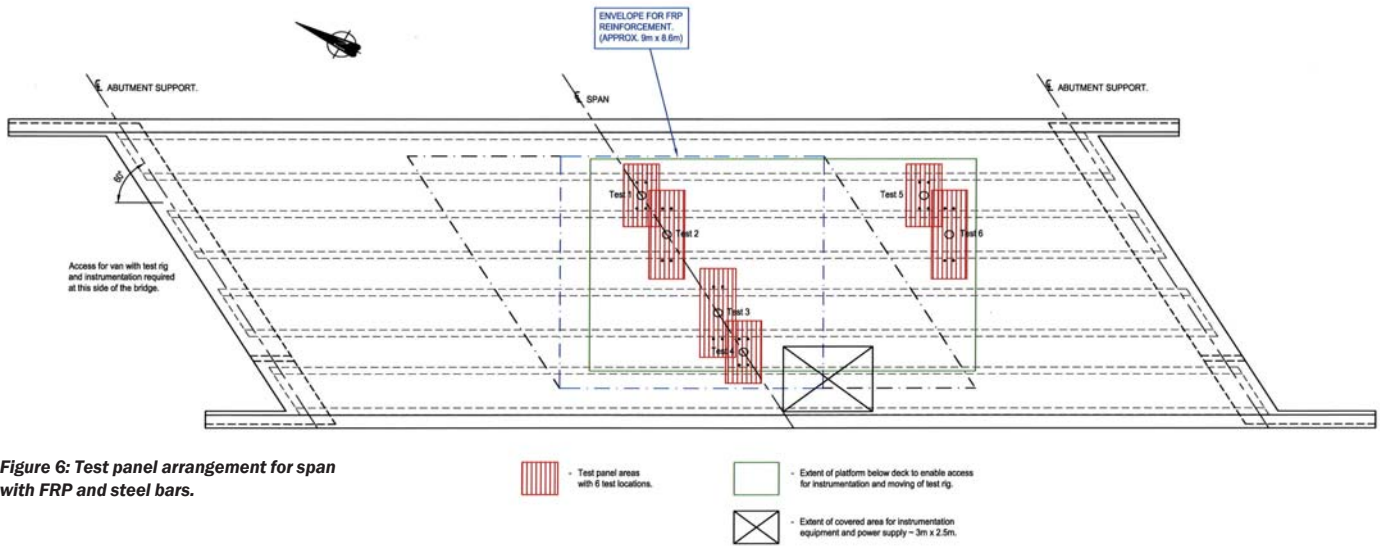 ENVELOPE FOR FRP
REINFORCEMENT.
(APPROX. 9m x 8.6m)
℄ ABUTMENT SUPPORT.
℄ SPAN
℄ ABUTMENT SUPPORT.
60°
Test 1
Test 2
Test 3
Test 4
Test 5
Test 6
Access for van with test rig
and instrumentation required
at this side of the bridge.
Figure 6: Test panel arrangement for span
with FRP and steel bars.
- Test panel areas
with 6 test locations.
- Extent of platform below deck to enable access
for instrumentation and moving of test rig.
- Extent of covered area for instrumentation
equipment and power supply ~ 3m x 2.5m.